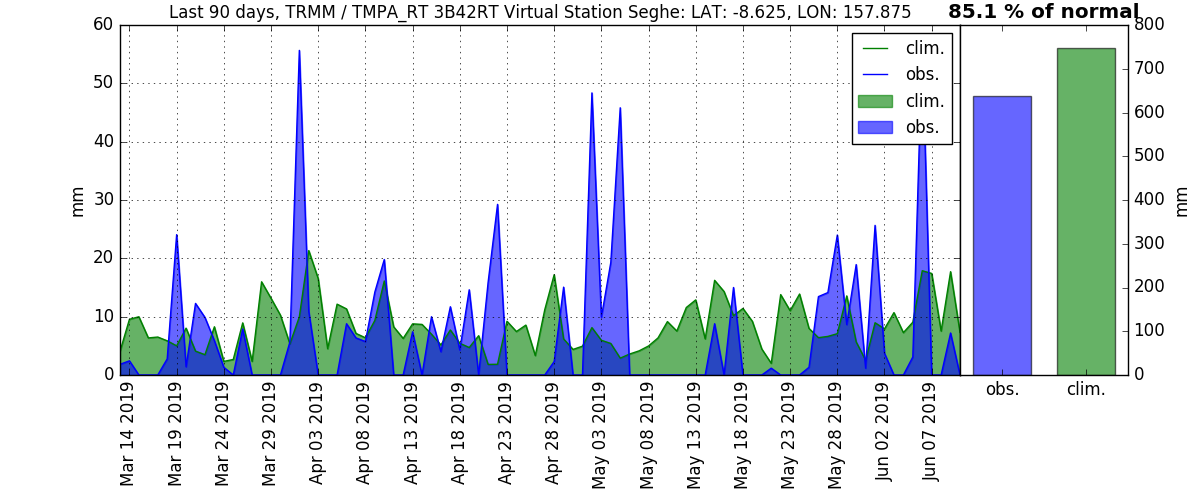 Last 90 days, TRMM / TMPA_RT 3B42RT Virtual Station Seghe: LAT: -8.625, LON: 157.875
85.1 % of normal
60
50
40
30
20
10
0
mm
clim.
obs.
clim.
obs.
800
700
600
500
400
300
200
100
0
mm
Mar 14 2019
Mar 19 2019
Mar 24 2019
Mar 29 2019
Apr 03 2019
Apr 08 2019
Apr 13 2019
Apr 18 2019
Apr 23 2019
Apr 28 2019
May 03 2019
May 08 2019
May 13 2019
May 18 2019
May 23 2019
May 28 2019
Jun 02 2019
Jun 07 2019
obs.
clim.